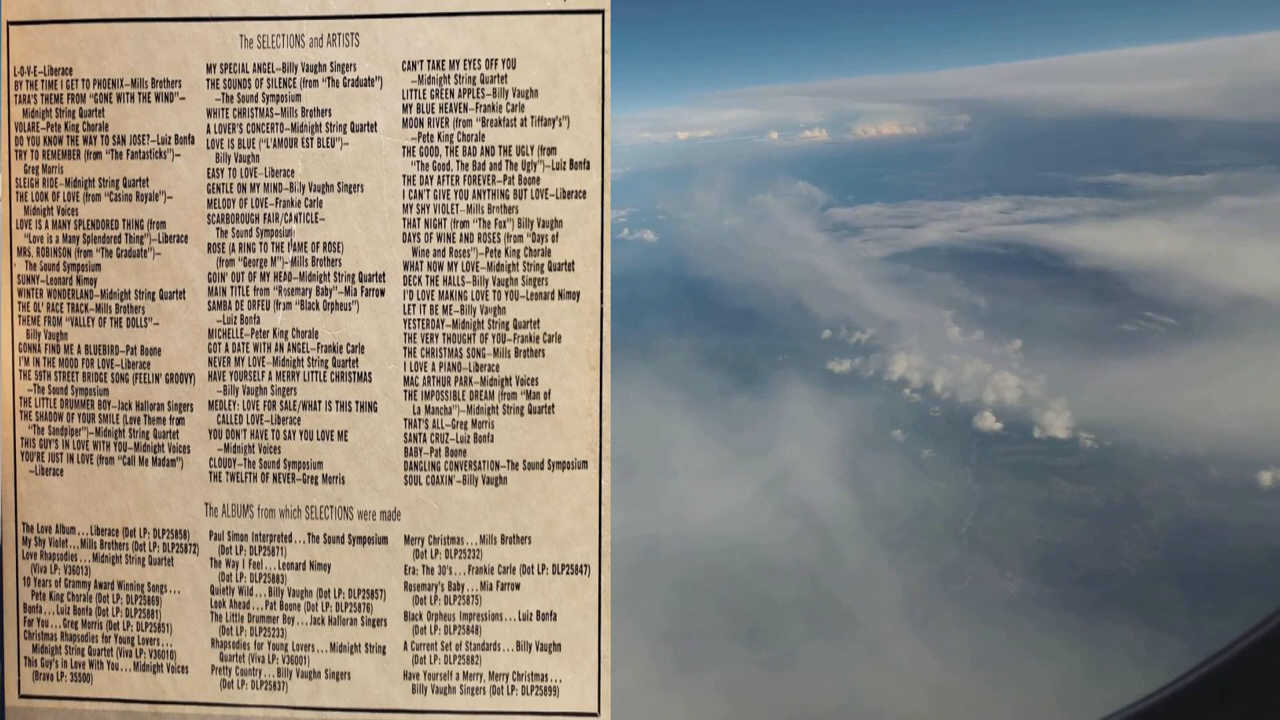 The SELECTIONS and ARTISTS
L-O-V-E—Liberace
BY THE TIME I GET TO PHOENIX—Mills Brothers
TARA'S THEME FROM "GONE WITH THE WIND"—
Midnight String Quartet
VOLARE—Pete King Chorale
DO YOU KNOW THE WAY TO SAN JOSE?—Luiz Bonfa
TRY TO REMEMBER (from "The Fantasticks")—
Greg Morris
SLEIGH RIDE—Midnight String Quartet
THE LOOK OF LOVE (from "Casino Royale")—
Midnight Voices
LOVE IS A MANY SPLENDORED THING (from
"Love is a Many Splendored Thing")—Liberace
MRS. ROBINSON (from "The Graduate")—
The Sound Symposium
SUNNY—Leonard Nimoy
WINTER WONDERLAND—Midnight String Quartet
THE OL' RACE TRACK—Mills Brothers
THEME FROM "VALLEY OF THE DOLLS"—
Billy Vaughn
GONNA FIND ME A BLUEBIRD—Pat Boone
I'M IN THE MOOD FOR LOVE—Liberace
THE 59TH STREET BRIDGE SONG (FEELIN' GROOVY)
—The Sound Symposium
THE LITTLE DRUMMER BOY—Jack Halloran Singers
THE SHADOW OF YOUR SMILE (Love Theme from
"The Sandpiper")—Midnight String Quartet
THIS GUY'S IN LOVE WITH YOU—Midnight Voices
YOU'RE JUST IN LOVE (from "Call Me Madam")
—Liberace
MY SPECIAL ANGEL—Billy Vaughn Singers
THE SOUNDS OF SILENCE (from "The Graduate")
—The Sound Symposium
WHITE CHRISTMAS—Mills Brothers
A LOVER'S CONCERTO—Midnight String Quartet
LOVE IS BLUE ("L'AMOUR EST BLEU")—
Billy Vaughn
EASY TO LOVE—Liberace
GENTLE ON MY MIND—Billy Vaughn Singers
MELODY OF LOVE—Frankie Carle
SCARBOROUGH FAIR/CANTICLE—
The Sound Symposium
ROSE (A RING TO THE NAME OF ROSE)
(from "George M")—Mills Brothers
GOIN' OUT OF MY HEAD—Midnight String Quartet
MAIN TITLE from "Rosemary Baby"—Mia Farrow
SAMBA DE ORFEU (from "Black Orpheus")
—Luiz Bonfa
MICHELLE—Peter King Chorale
GOT A DATE WITH AN ANGEL—Frankie Carle
NEVER MY LOVE—Midnight String Quartet
HAVE YOURSELF A MERRY LITTLE CHRISTMAS
—Billy Vaughn Singers
MEDLEY: LOVE FOR SALE/WHAT IS THIS THING
CALLED LOVE—Liberace
YOU DON'T HAVE TO SAY YOU LOVE ME
—Midnight Voices
CLOUDY—The Sound Symposium
THE TWELFTH OF NEVER—Greg Morris
CAN'T TAKE MY EYES OFF YOU
—Midnight String Quartet
LITTLE GREEN APPLES—Billy Vaughn
MY BLUE HEAVEN—Frankie Carle
MOON RIVER (from "Breakfast at Tiffany's")
—Pete King Chorale
THE GOOD, THE BAD AND THE UGLY (from
"The Good, The Bad and The Ugly")—Luiz Bonfa
THE DAY AFTER FOREVER—Pat Boone
I CAN'T GIVE YOU ANYTHING BUT LOVE—Liberace
MY SHY VIOLET—Mills Brothers
THAT NIGHT (from "The Fox") Billy Vaughn
DAYS OF WINE AND ROSES (from "Days of
Wine and Roses")—Pete King Chorale
WHAT NOW MY LOVE—Midnight String Quartet
DECK THE HALLS—Billy Vaughn Singers
I'D LOVE MAKING LOVE TO YOU—Leonard Nimoy
LET IT BE ME—Billy Vaughn
YESTERDAY—Midnight String Quartet
THE VERY THOUGHT OF YOU—Frankie Carle
THE CHRISTMAS SONG—Mills Brothers
I LOVE A PIANO—Liberace
MAC ARTHUR PARK—Midnight Voices
THE IMPOSSIBLE DREAM (from "Man of
La Mancha")—Midnight String Quartet
THAT'S ALL—Greg Morris
SANTA CRUZ—Luiz Bonfa
BABY—Pat Boone
DANGLING CONVERSATION—The Sound Symposium
SOUL COAXIN'—Billy Vaughn
The ALBUMS from which SELECTIONS were made
The Love Album...Liberace (Dot LP: DLP25858)
My Shy Violet...Mills Brothers (Dot LP: DLP25872)
Love Rhapsodies...Midnight String Quartet
(Viva LP: V36013)
10 Years of Grammy Award Winning Songs...
Pete King Chorale (Dot LP: DLP25869)
Bonfa...Luiz Bonfa (Dot LP: DLP25881)
For You...Greg Morris (Dot LP: DLP25851)
Christmas Rhapsodies for Young Lovers...
Midnight String Quartet (Viva LP: V36010)
This Guy's in Love With You...Midnight Voices
(Bravo LP: 35500)
Paul Simon Interpreted...The Sound Symposium
(Dot LP: DLP25871)
The Way I Feel...Leonard Nimoy
(Dot LP: DLP25883)
Quietly Wild...Billy Vaughn (Dot LP: DLP25857)
Look Ahead...Pat Boone (Dot LP: DLP25876)
The Little Drummer Boy...Jack Halloran Singers
(Dot LP: DLP25233)
Rhapsodies for Young Lovers...Midnight String
Quartet (Viva LP: V36001)
Pretty Country...Billy Vaughn Singers
(Dot LP: DLP25837)
Merry Christmas...Mills Brothers
(Dot LP: DLP25232)
Era: The 30's...Frankie Carle (Dot LP: DLP25847)
Rosemary's Baby...Mia Farrow
(Dot LP: DLP25875)
Black Orpheus Impressions...Luiz Bonfa
(Dot LP: DLP25848)
A Current Set of Standards...Billy Vaughn
(Dot LP: DLP25882)
Have Yourself a Merry, Merry Christmas...
Billy Vaughn Singers (Dot LP: DLP25899)